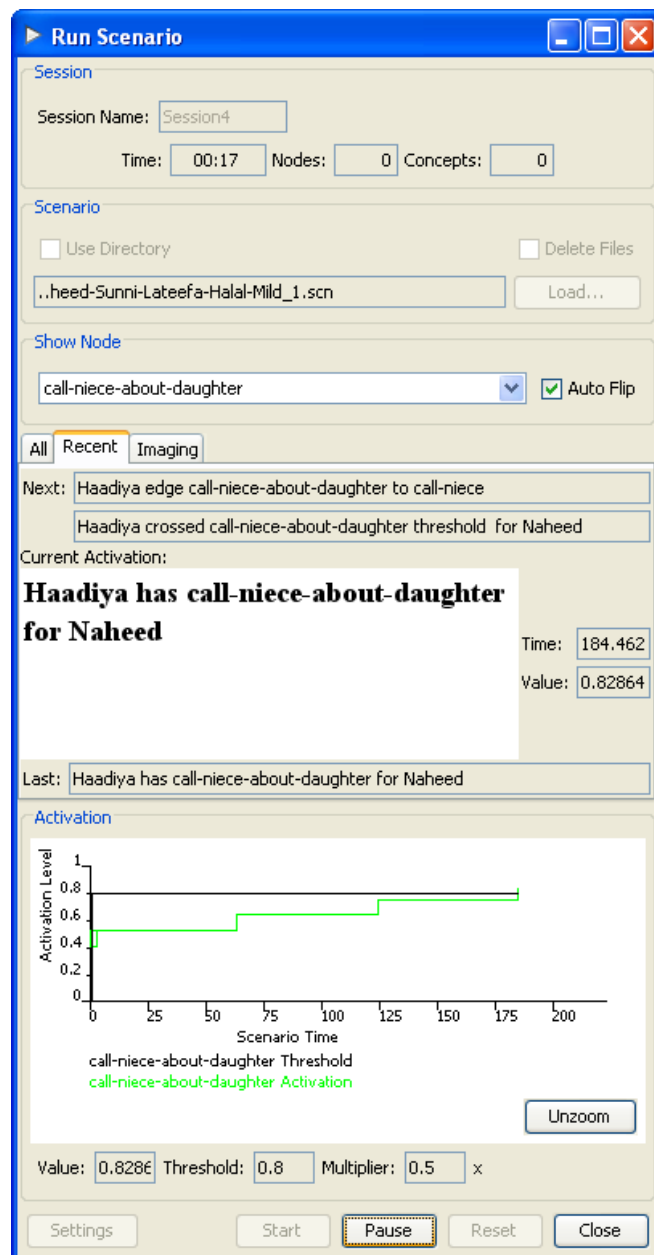 Run Scenario
Session
Session Name: Session4
Time: 00:17 Nodes: 0 Concepts: 0
Scenario
Use Directory Delete Files
..heed-Sunni-Lateefa-Halal-Mild_1.scn Load...
Show Node
call-niece-about-daughter Auto Flip
All Recent Imaging
Next: Haadiya edge call-niece-about-daughter to call-niece
Haadiya crossed call-niece-about-daughter threshold for Naheed
Current Activation:
Haadiya has call-niece-about-daughter
for Naheed
Time: 184.462
Value: 0.82864
Last: Haadiya has call-niece-about-daughter for Naheed
Activation
Activation Level
1
0.8
0.6
0.4
0.2
0
0 25 50 75 100 125 150 175 200
Scenario Time
call-niece-about-daughter Threshold
call-niece-about-daughter Activation
Unzoom
Value: 0.8286 Threshold: 0.8 Multiplier: 0.5 x
Settings Start Pause Reset Close